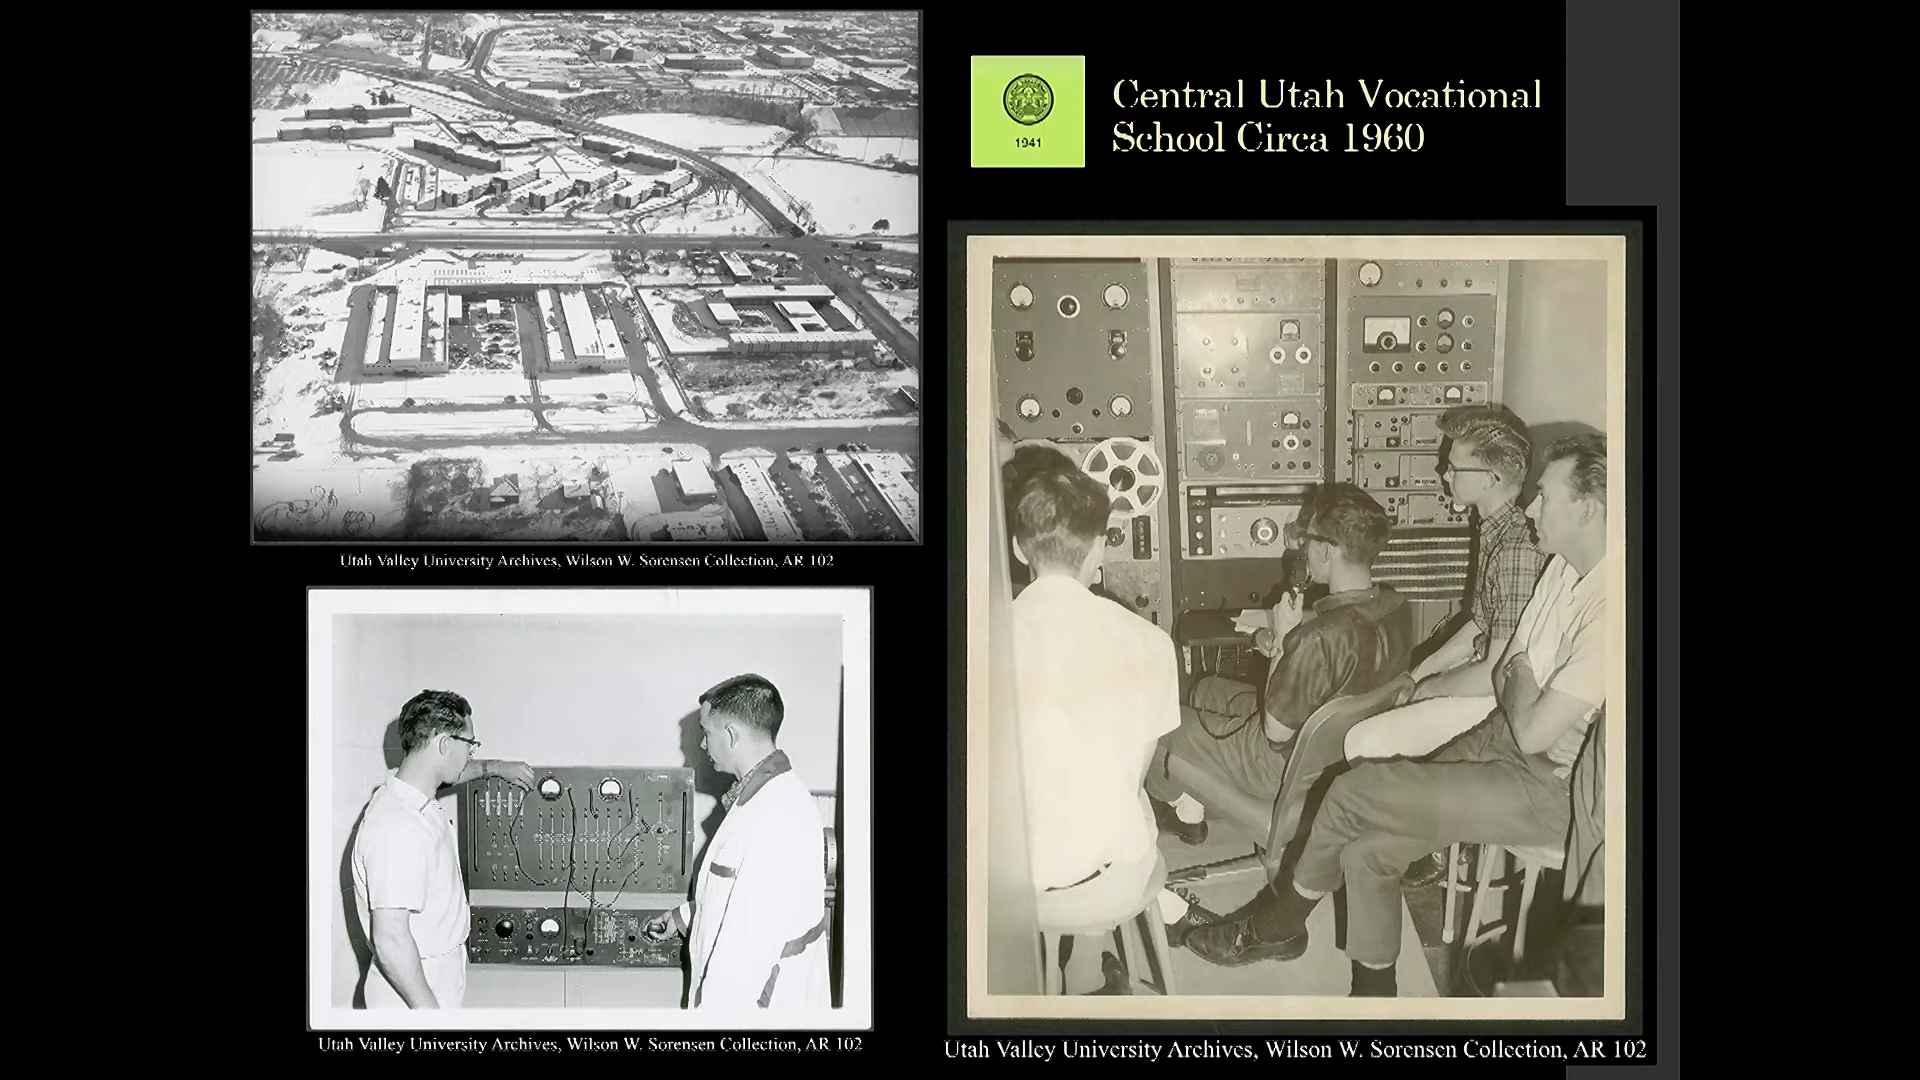 1941
Central Utah Vocational
School Circa 1960
Utah Valley University Archives, Wilson W. Sorensen Collection, AR 102
Utah Valley University Archives, Wilson W. Sorensen Collection, AR 102
Utah Valley University Archives, Wilson W. Sorensen Collection, AR 102